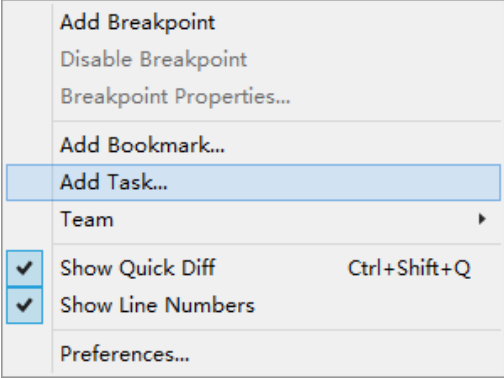 Add Breakpoint
Disable Breakpoint
Breakpoint Properties...
Add Bookmark...
Add Task...
Team
Show Quick Diff Ctrl+Shift+Q
Show Line Numbers
Preferences...